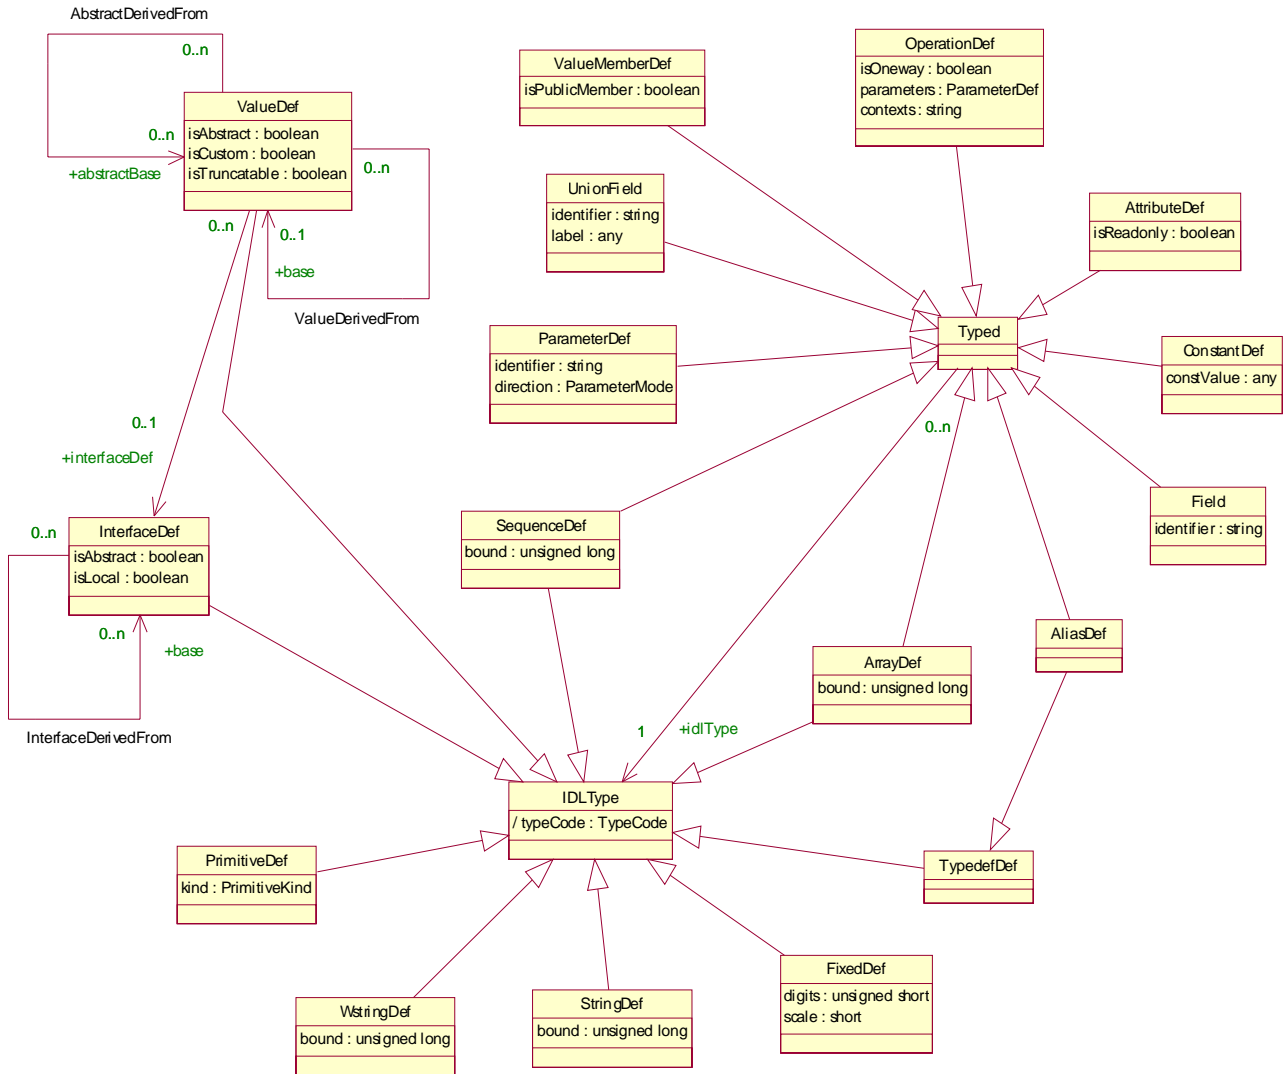 AbstractDerivedFrom
0..n
ValueDef
isAbstract : boolean
isCustom : boolean
isTruncatable : boolean
0..n
+abstractBase
0..n
0..n
0..1
+base
ValueDerivedFrom
0..1
+interfaceDef
InterfaceDef
isAbstract : boolean
isLocal : boolean
0..n
0..n
+base
InterfaceDerivedFrom
ValueMemberDef
isPublicMember : boolean
OperationDef
isOneway : boolean
parameters : ParameterDef
contexts : string
UnionField
identifier : string
label : any
AttributeDef
isReadonly : boolean
Typed
ParameterDef
identifier : string
direction : ParameterMode
ConstantDef
constValue : any
0..n
Field
identifier : string
SequenceDef
bound : unsigned long
AliasDef
ArrayDef
bound : unsigned long
1
+idlType
IDLType
/ typeCode : TypeCode
PrimitiveDef
kind : PrimitiveKind
TypedefDef
WstringDef
bound : unsigned long
StringDef
bound : unsigned long
FixedDef
digits : unsigned short
scale : short